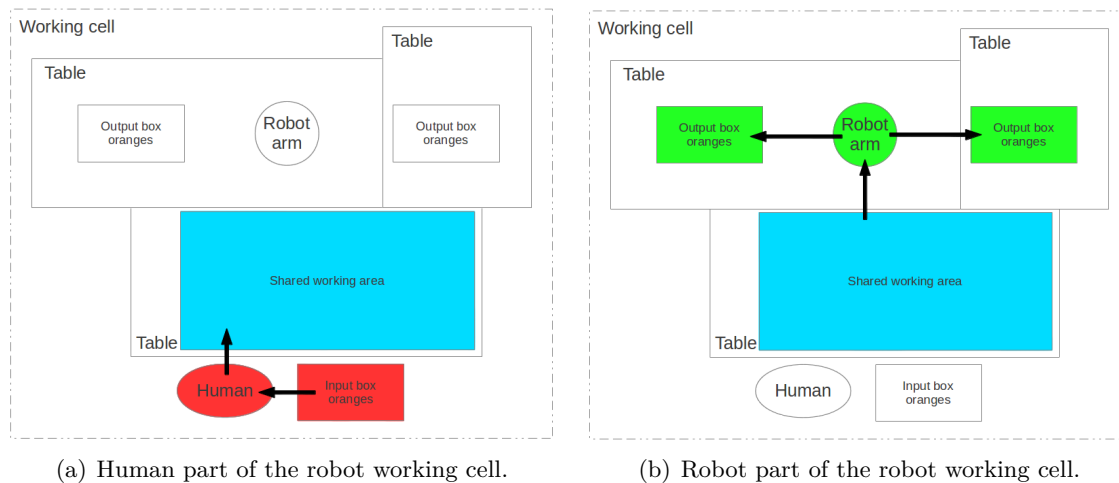 Working cell
Table
Table
Output box
oranges
Robot
arm
Output box
oranges
Shared working area
Table
Human
Input box
oranges
(a) Human part of the robot working cell.
Working cell
Table
Table
Output box
oranges
Robot
arm
Output box
oranges
Shared working area
Table
Human
Input box
oranges
(b) Robot part of the robot working cell.